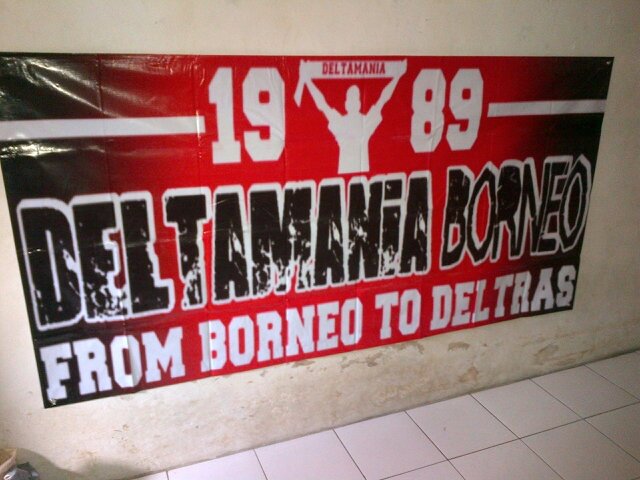 DELTAMANIA
19 89
DELTAMANiA BORNEO
FROM BORNEO TO DELTRAS